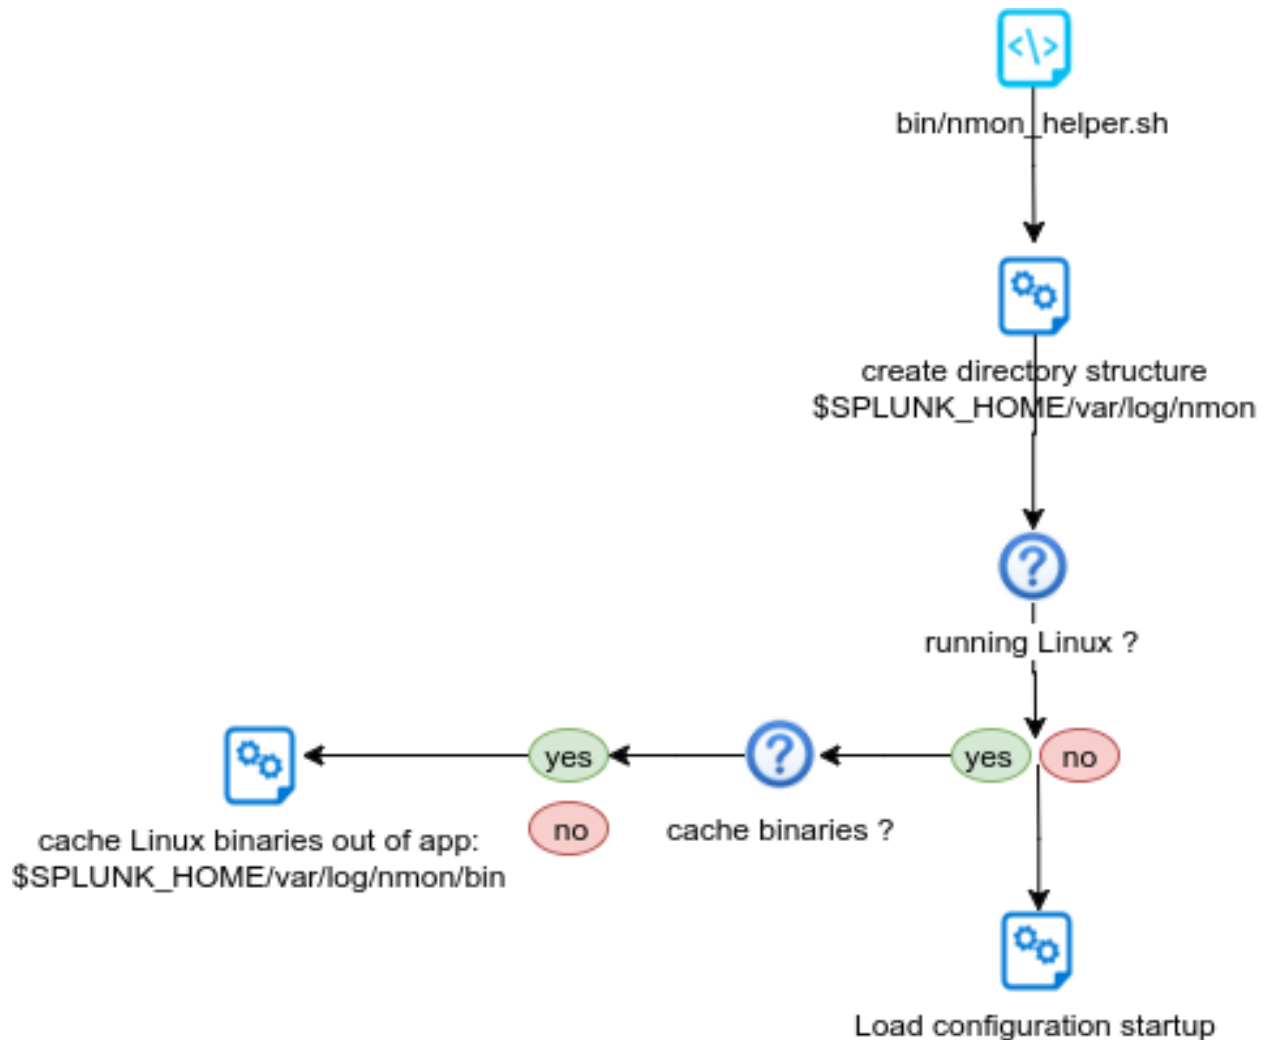 bin/nmon_helper.sh
create directory structure
$SPLUNK_HOME/var/log/nmon
?
running Linux ?
yes
?
yes
no
no
cache binaries ?
cache Linux binaries out of app:
$SPLUNK_HOME/var/log/nmon/bin
Load configuration startup